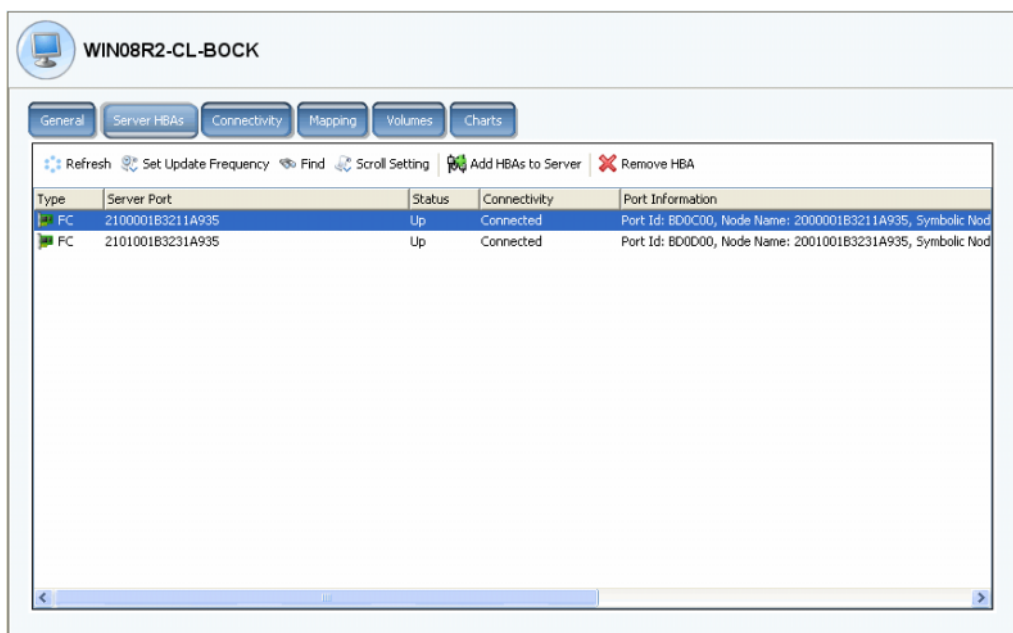 WIN08R2-CL-BOCK
General Server HBAs Connectivity Mapping Volumes Charts
Refresh Set Update Frequency Find Scroll Setting Add HBAs to Server Remove HBA
Type Server Port Status Connectivity Port Information
FC 2100001B3211A935 Up Connected Port Id: BD0C00, Node Name: 2000001B3211A935, Symbolic Nod
FC 2101001B3231A935 Up Connected Port Id: BD0D00, Node Name: 2001001B3231A935, Symbolic Nod